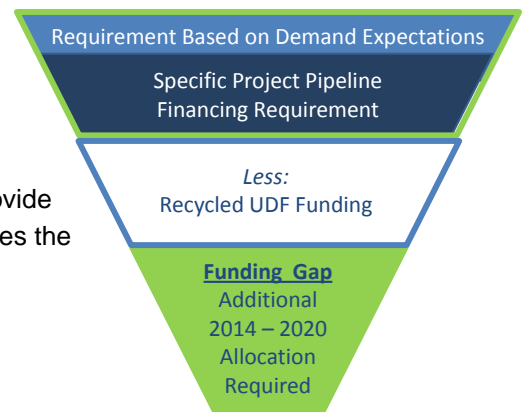 Requirement Based on Demand Expectations
Specific Project Pipeline
Financing Requirement
Less:
Recycled UDF Funding
es the
Funding Gap
Additional
2014 – 2020
Allocation
Required